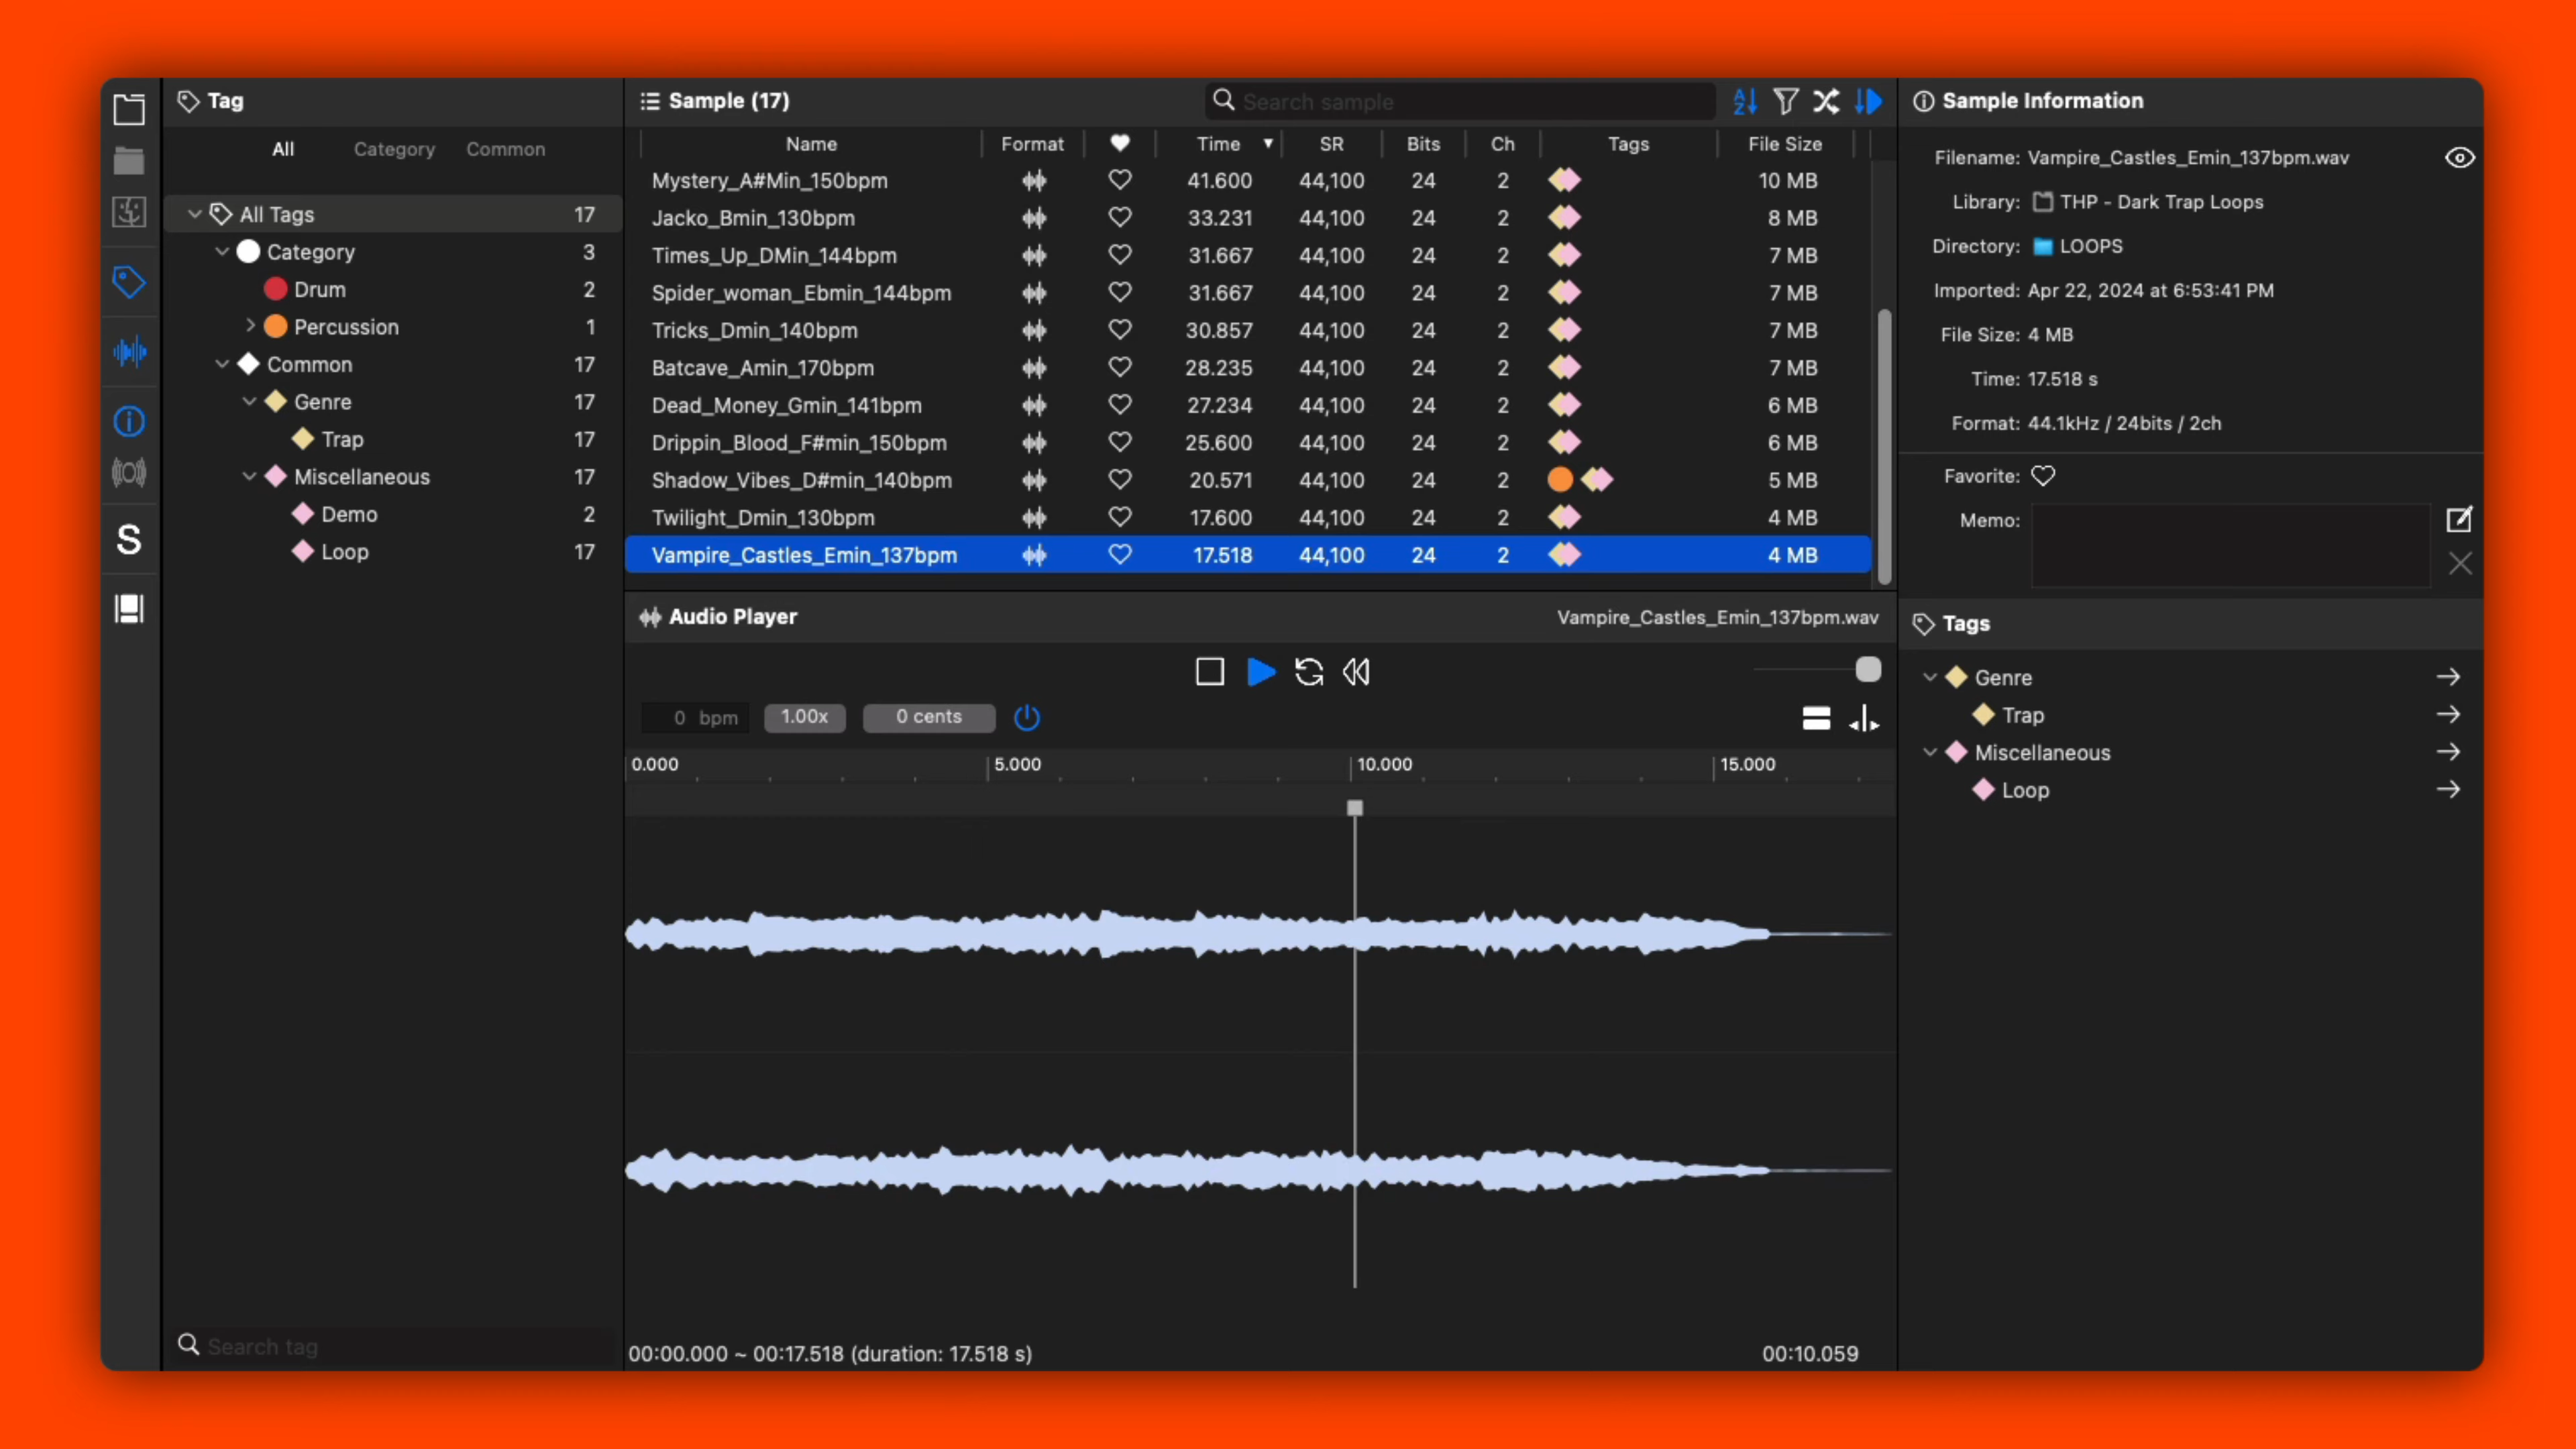 Tag
All Category Common
All Tags 17
Category 3
Drum 2
Percussion 1
Common 17
Genre 17
Trap 17
Miscellaneous 17
Demo 2
Loop 17
S
Search tag
Sample (17)
Search sample
Name Format Time SR Bits Ch Tags File Size
Mystery_A#Min_150bpm 41.600 44,100 24 2 10 MB
Jacko_Bmin_130bpm 33.231 44,100 24 2 8 MB
Times_Up_DMin_144bpm 31.667 44,100 24 2 7 MB
Spider_woman_Ebmin_144bpm 31.667 44,100 24 2 7 MB
Tricks_Dmin_140bpm 30.857 44,100 24 2 7 MB
Batcave_Amin_170bpm 28.235 44,100 24 2 7 MB
Dead_Money_Gmin_141bpm 27.234 44,100 24 2 6 MB
Drippin_Blood_F#min_150bpm 25.600 44,100 24 2 6 MB
Shadow_Vibes_D#min_140bpm 20.571 44,100 24 2 5 MB
Twilight_Dmin_130bpm 17.600 44,100 24 2 4 MB
Vampire_Castles_Emin_137bpm 17.518 44,100 24 2 4 MB
Audio Player Vampire_Castles_Emin_137bpm.wav
0 bpm 1.00x 0 cents
0.000 5.000 10.000 15.000
00:00.000 ~ 00:17.518 (duration: 17.518 s) 00:10.059
Sample Information
Filename: Vampire_Castles_Emin_137bpm.wav
Library: THP - Dark Trap Loops
Directory: LOOPS
Imported: Apr 22, 2024 at 6:53:41 PM
File Size: 4 MB
Time: 17.518 s
Format: 44.1kHz / 24bits / 2ch
Favorite:
Memo:
Tags
Genre
Trap
Miscellaneous
Loop